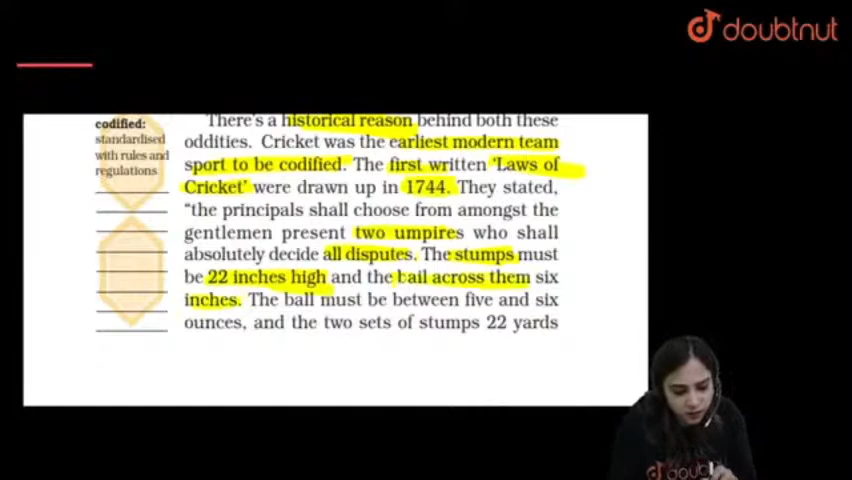 doubtnut
codified:
standardised
with rules and
regulations
There's a historical reason behind both these
oddities. Cricket was the earliest modern team
sport to be codified. The first written 'Laws of
Cricket' were drawn up in 1744. They stated,
"the principals shall choose from amongst the
gentlemen present two umpires who shall
absolutely decide all disputes. The stumps must
be 22 inches high and the bail across them six
inches. The ball must be between five and six
ounces, and the two sets of stumps 22 yards